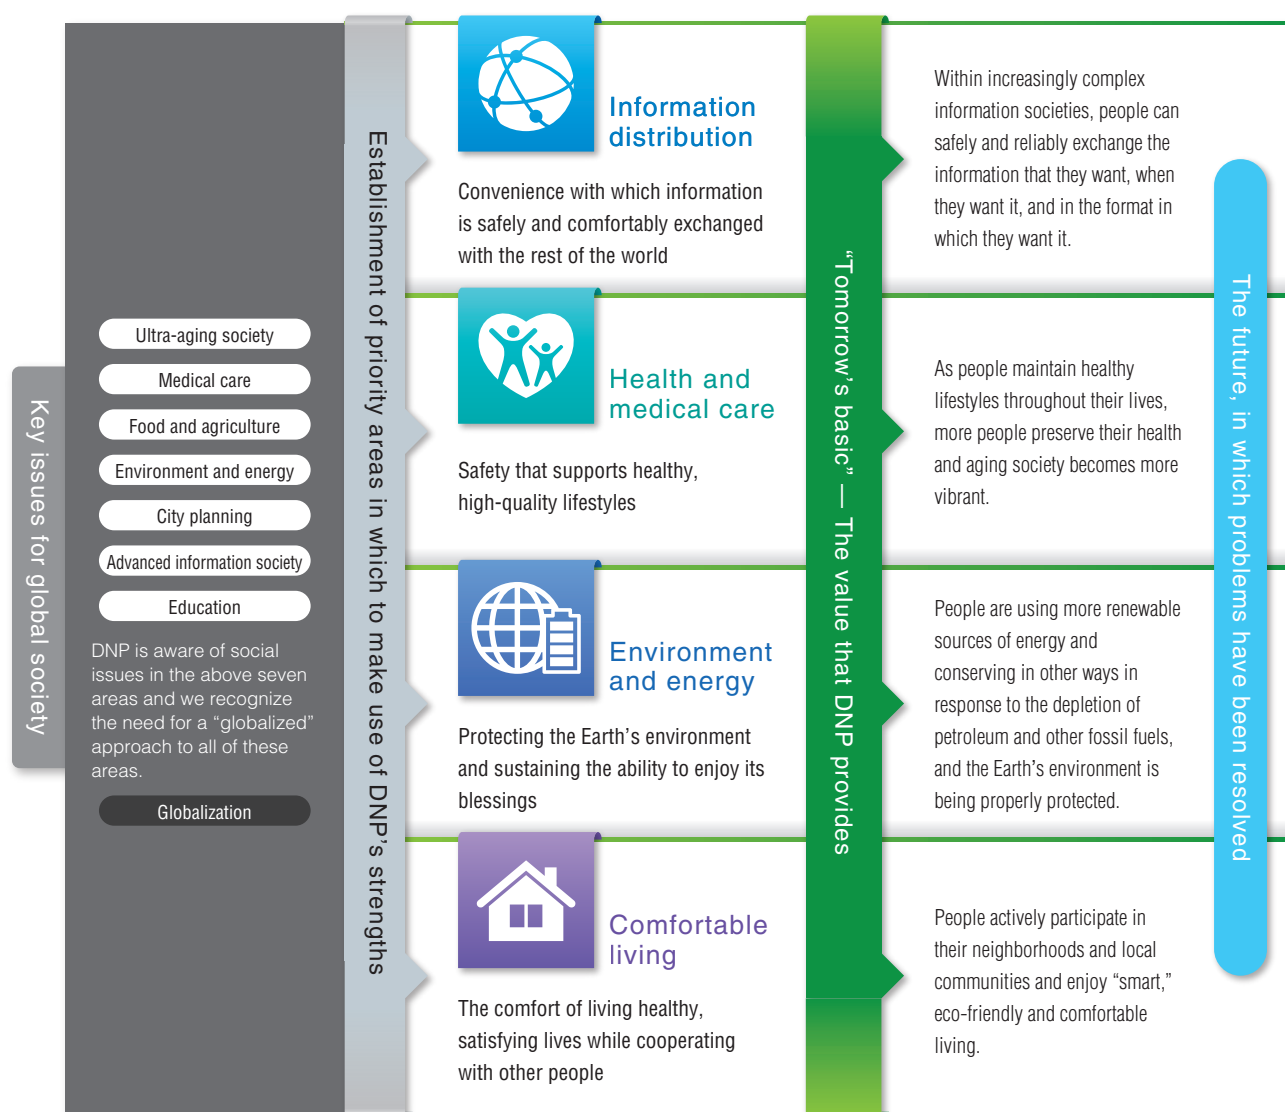 Key issues for global society
Ultra-aging society
Medical care
Food and agriculture
Environment and energy
City planning
Advanced information society
Education
DNP is aware of social
issues in the above seven
areas and we recognize
the need for a “globalized”
approach to all of these
areas.
Globalization
Establishment of priority areas in which to make use of DNP’s strengths
Information
distribution
Convenience with which information
is safely and comfortably exchanged
with the rest of the world
Health and
medical care
Safety that supports healthy,
high-quality lifestyles
Environment
and energy
Protecting the Earth’s environment
and sustaining the ability to enjoy its
blessings
Comfortable
living
The comfort of living healthy,
satisfying lives while cooperating
with other people
“Tomorrow’s basic” — The value that DNP provides
Within increasingly complex
information societies, people can
safely and reliably exchange the
information that they want, when
they want it, and in the format in
which they want it.
As people maintain healthy
lifestyles throughout their lives,
more people preserve their health
and aging society becomes more
vibrant.
People are using more renewable
sources of energy and
conserving in other ways in
response to the depletion of
petroleum and other fossil fuels,
and the Earth’s environment is
being properly protected.
People actively participate in
their neighborhoods and local
communities and enjoy “smart,”
eco-friendly and comfortable
living.
The future, in which problems have been resolved